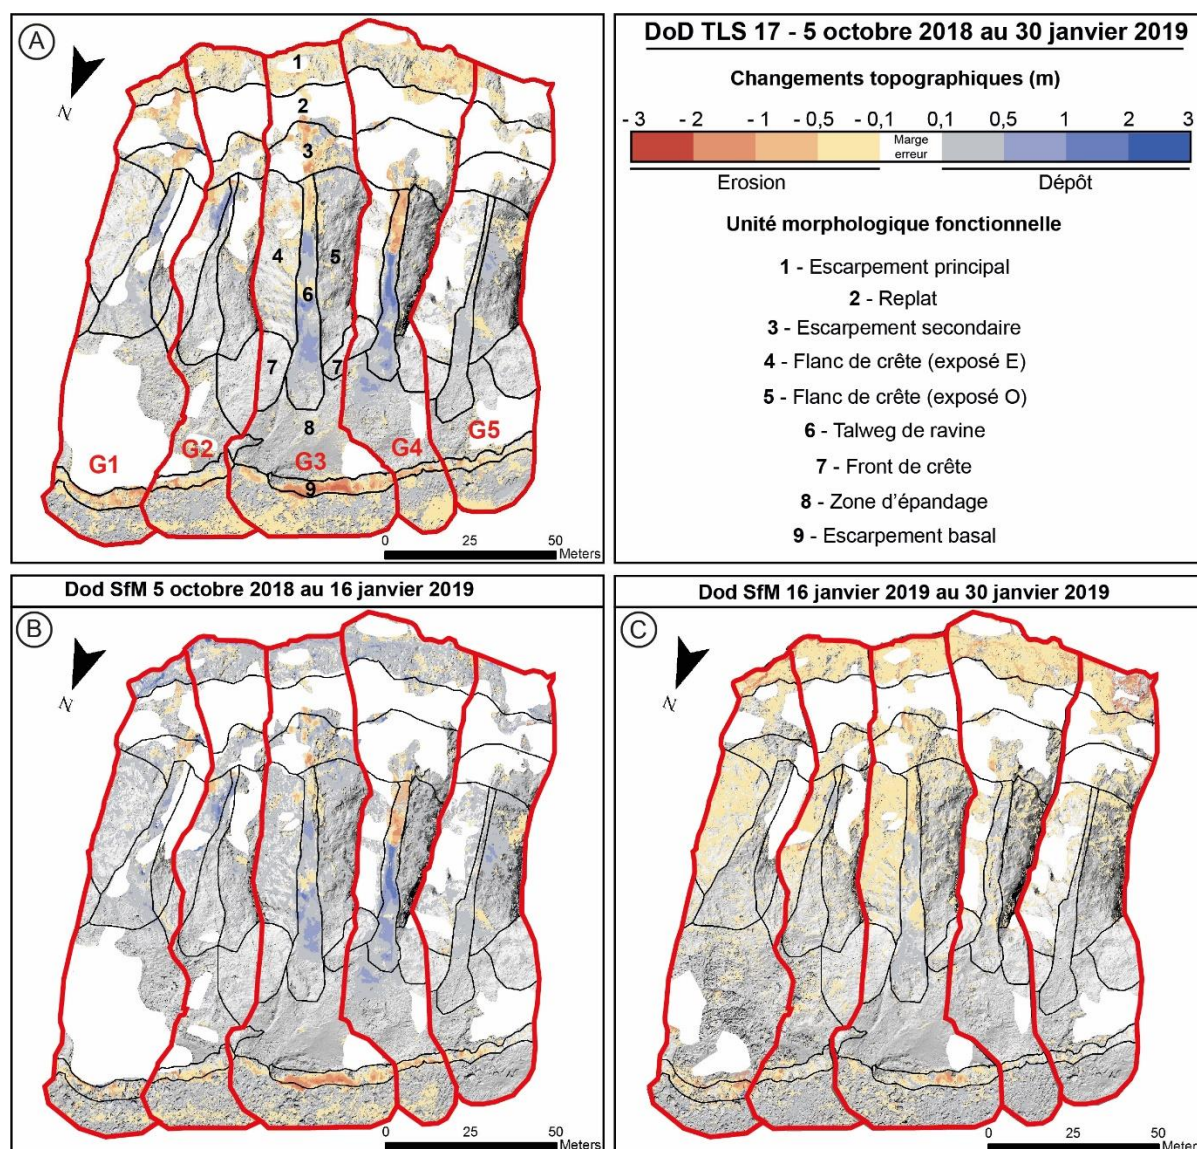 A
N
1
2
3
4
5
6
7
7
8
G1
G2
G3
G4
G5
9
0 25 50
Meters
DoD TLS 17 - 5 octobre 2018 au 30 janvier 2019
Changements topographiques (m)
- 3 - 2 - 1 - 0,5 - 0,1 0,1 0,5 1 2 3
Marge
erreur
Erosion Dépôt
Unité morphologique fonctionnelle
1 - Escarpement principal
2 - Replat
3 - Escarpement secondaire
4 - Flanc de crête (exposé E)
5 - Flanc de crête (exposé O)
6 - Talweg de ravine
7 - Front de crête
8 - Zone d'épandage
9 - Escarpement basal
Dod SfM 5 octobre 2018 au 16 janvier 2019
B
N
0 25 50
Meters
Dod SfM 16 janvier 2019 au 30 janvier 2019
C
N
0 25 50
Meters